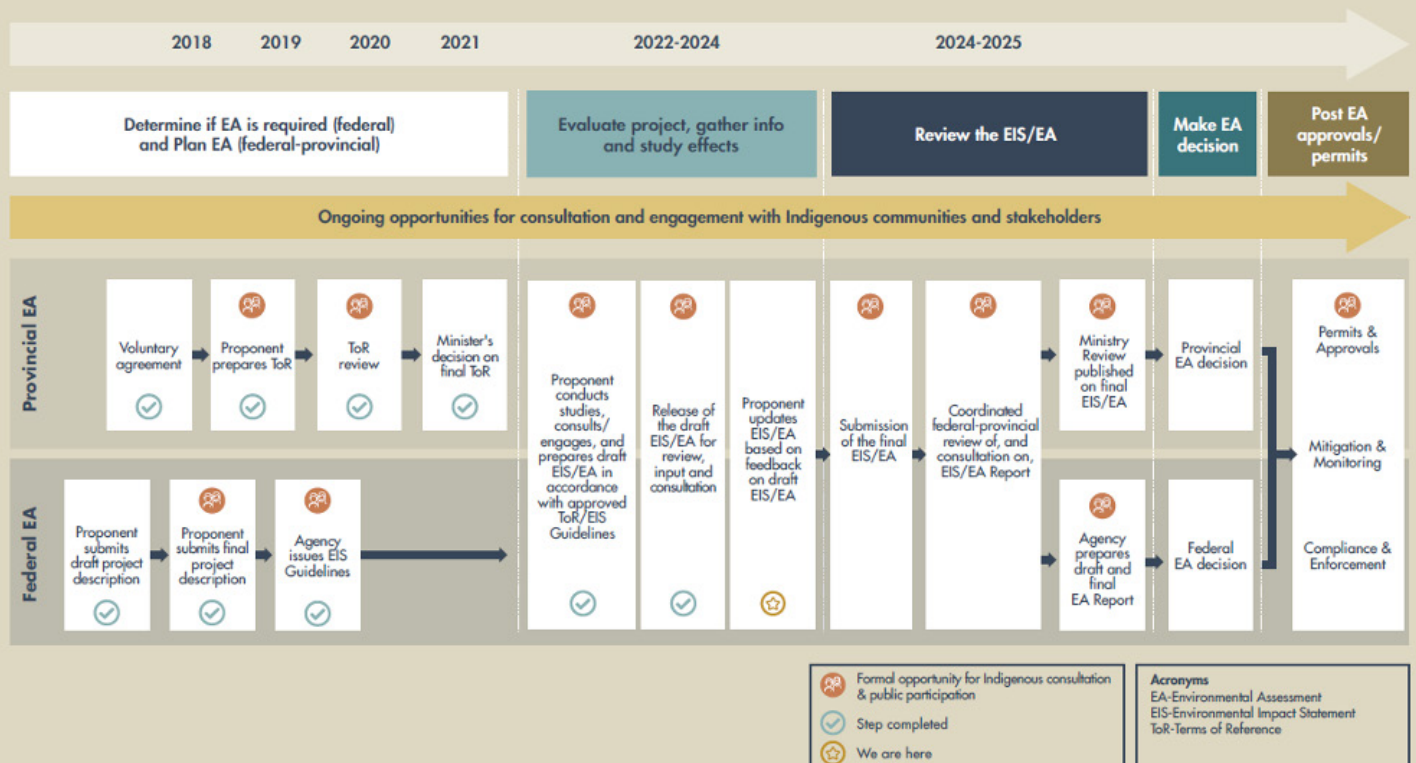 2018
2019
2020
2021
2022-2024
2024-2025
Determine if EA is required (federal)
and Plan EA (federal-provincial)
Evaluate project, gather info
and study effects
Review the EIS/EA
Make EA
decision
Post EA
approvals/
permits
Ongoing opportunities for consultation and engagement with Indigenous communities and stakeholders
Provincial EA
Voluntary
agreement
Proponent
prepares ToR
ToR
review
Minister's
decision on
final ToR
Federal EA
Proponent
submits
draft project
description
Proponent
submits final
project
description
Agency
issues EIS
Guidelines
Proponent
conducts
studies,
consults/
engages, and
prepares draft
EIS/EA in
accordance
with approved
ToR/EIS
Guidelines
Release of
the draft
EIS/EA for
review,
input and
consultation
Proponent
updates
EIS/EA
based on
feedback
on draft
EIS/EA
Submission
of the final
EIS/EA
Coordinated
federal-provincial
review of, and
consultation on,
EIS/EA Report
Ministry
Review
published
on final
EIS/EA
Agency
prepares
draft and
final
EA Report
Provincial
EA decision
Federal
EA decision
Permits &
Approvals
Mitigation &
Monitoring
Compliance &
Enforcement
Formal opportunity for Indigenous consultation
& public participation
Step completed
We are here
Acronyms
EA-Environmental Assessment
EIS-Environmental Impact Statement
ToR-Terms of Reference